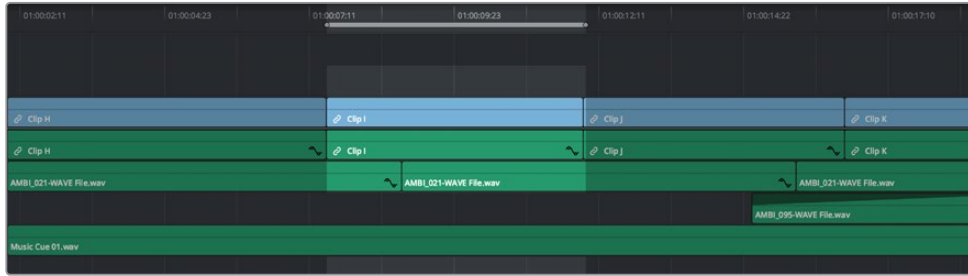 01:00:02:11 01:00:04:23 01:00:07:11 01:00:09:23 01:00:12:11 01:00:14:22 01:00:17:10
Clip H Clip I Clip J Clip K
Clip H Clip I Clip J Clip K
AMBI_021-WAVE File.wav AMBI_021-WAVE File.wav AMBI_021-WAVE File.wav
AMBI_095-WAVE File.wav
Music Cue 01.wav